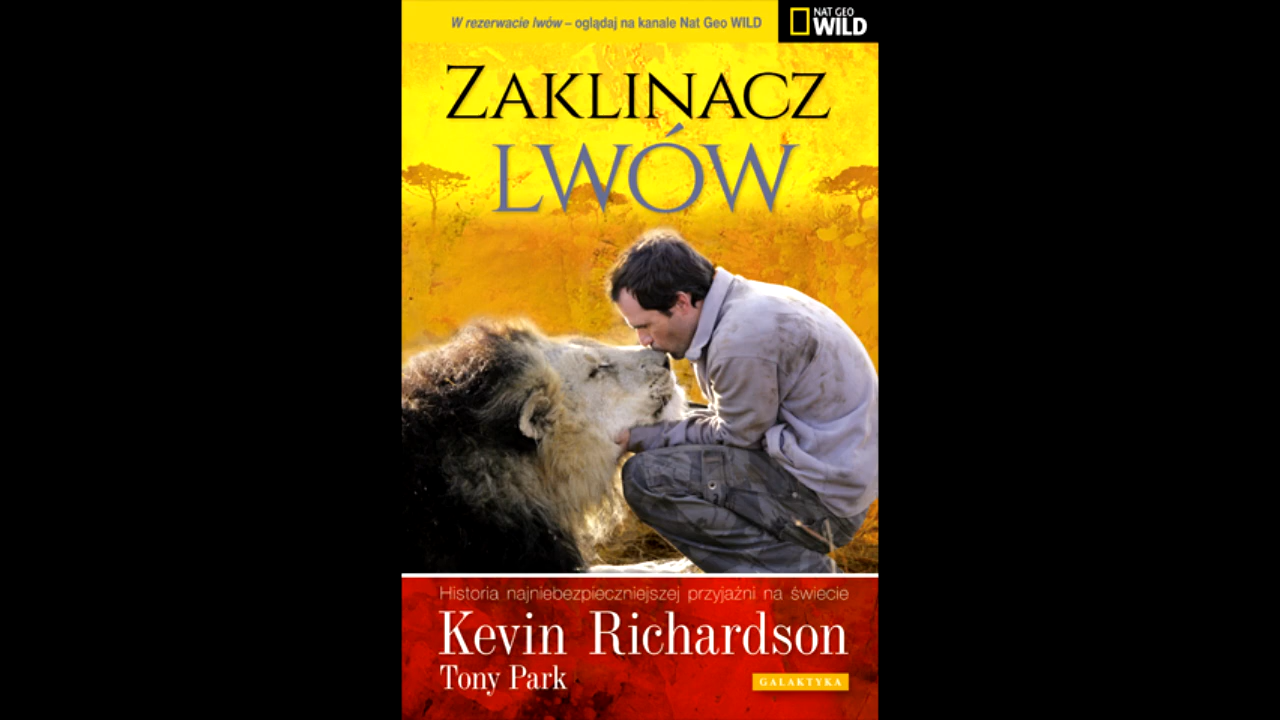 W rezerwacie lwów – oglądaj na kanale Nat Geo WILD
NAT GEO
WILD
ZAKLINACZ
LWÓW
Historia najniebezpieczniejszej przyjaźni na świecie
Kevin Richardson
Tony Park
GALAKTYKA